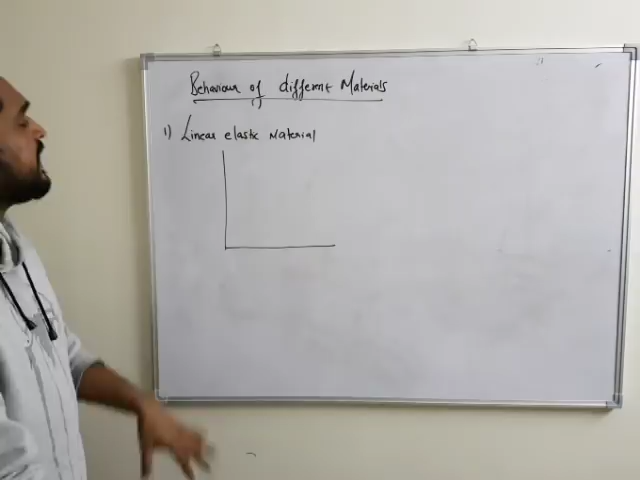 Behaviour of different Materials
1) Linear elastic Material